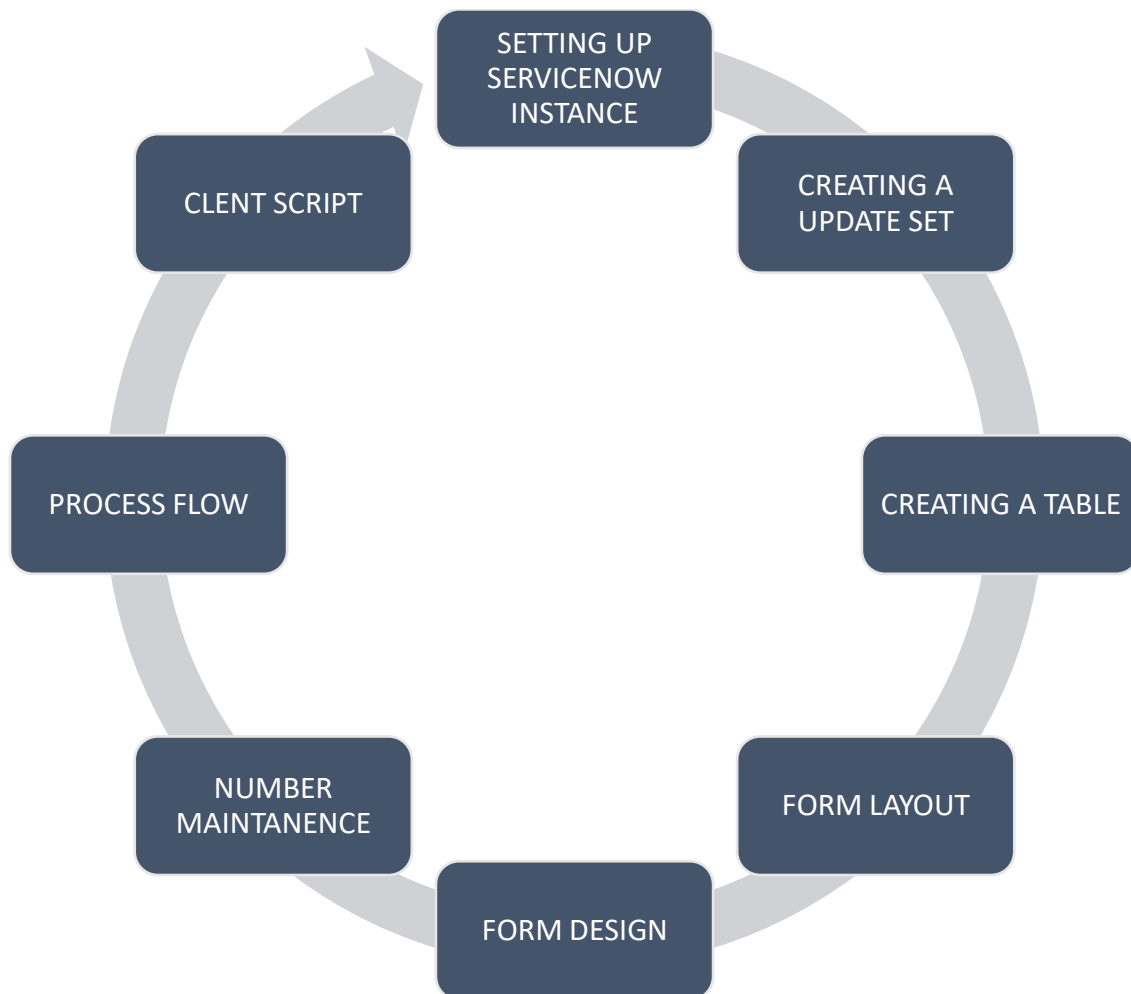 SETTING UP
SERVICENOW
INSTANCE
CREATING A
UPDATE SET
CREATING A TABLE
FORM LAYOUT
FORM DESIGN
NUMBER
MAINTANENCE
PROCESS FLOW
CLENT SCRIPT